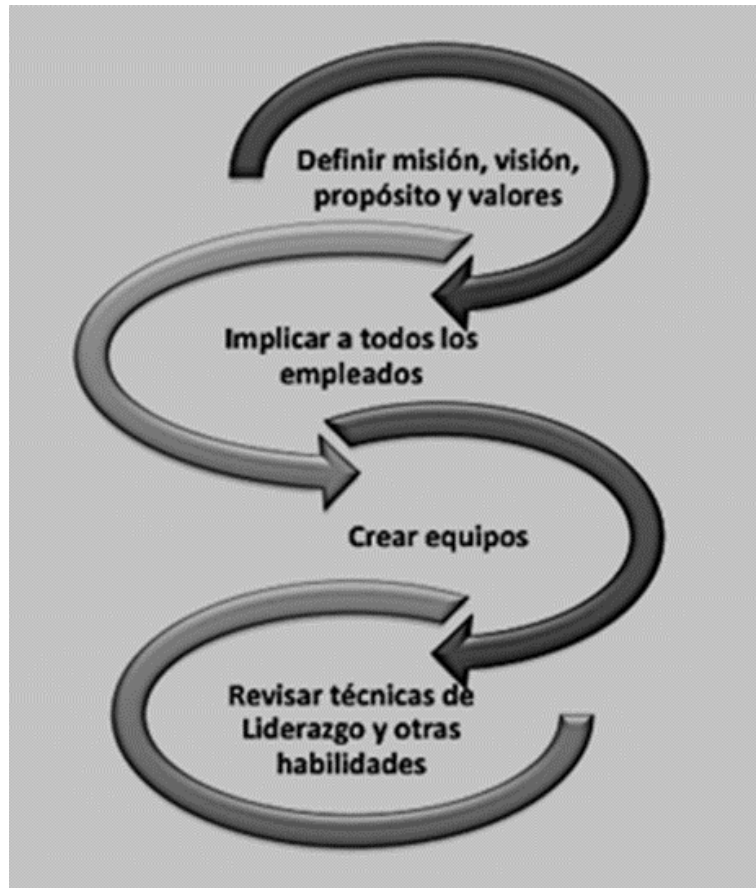 Definir misión, visión,
propósito y valores
Implicar a todos los
empleados
Crear equipos
Revisar técnicas de
Liderazgo y otras
habilidades